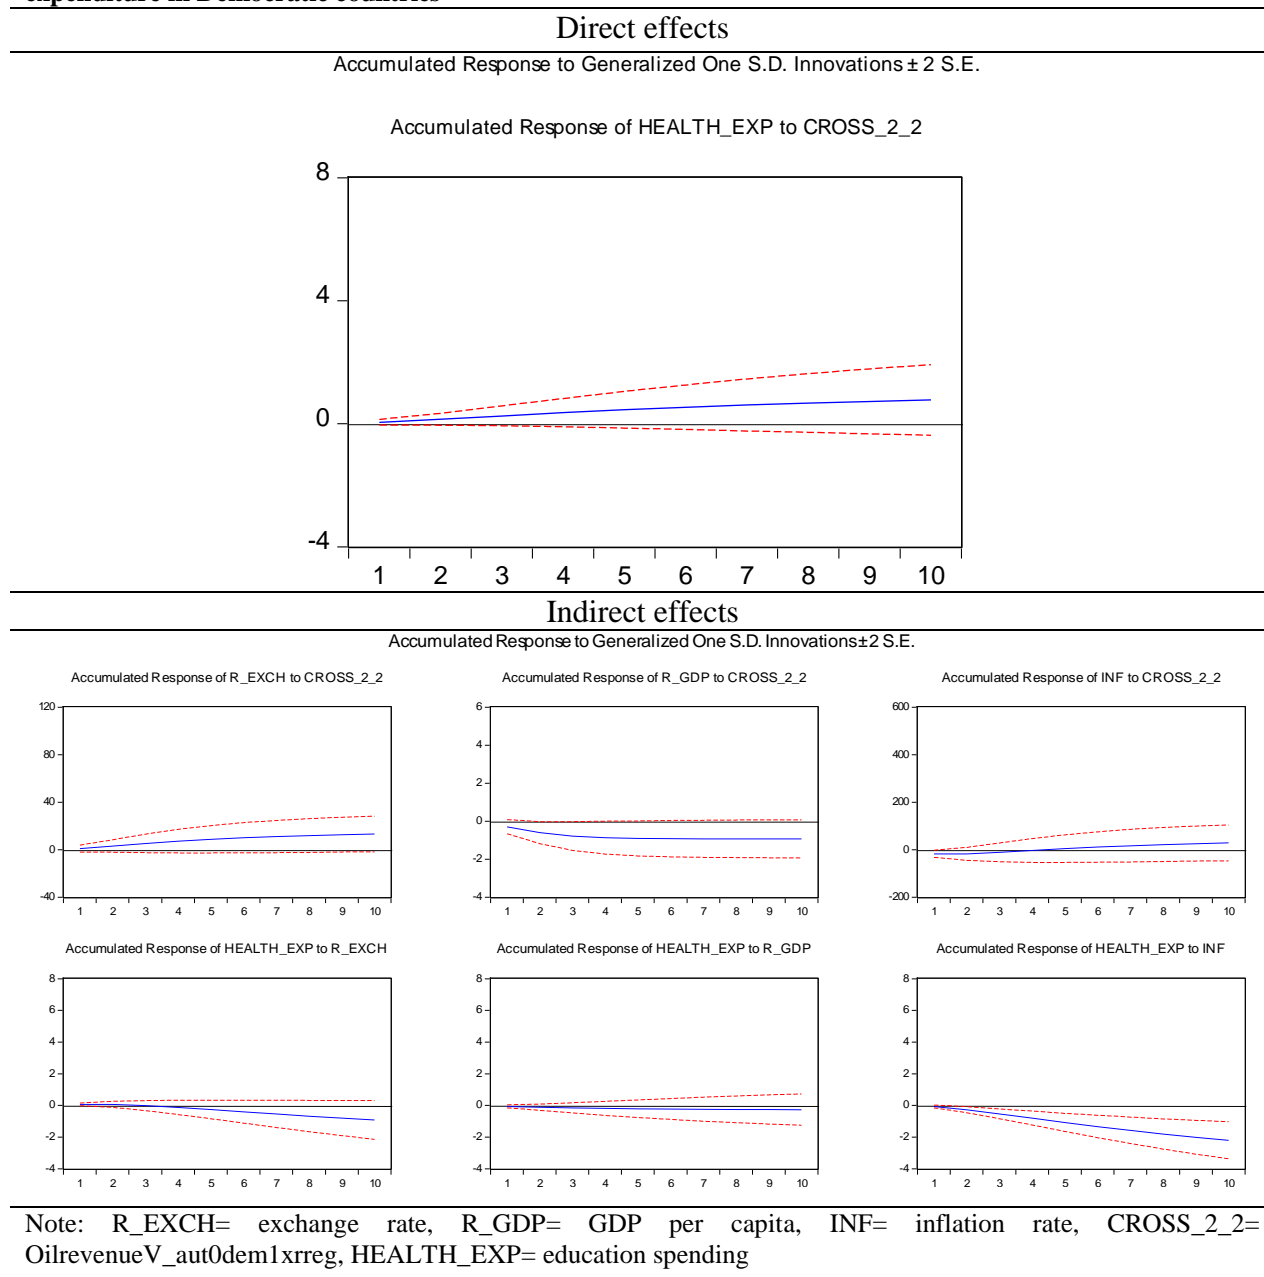 expenditure in Democratic countries
Direct effects
Accumulated Response to Generalized One S.D. Innovations ± 2 S.E.
Accumulated Response of HEALTH_EXP to CROSS_2_2
8
4
0
-4
1 2 3 4 5 6 7 8 9 10
Indirect effects
Accumulated Response to Generalized One S.D. Innovations ± 2 S.E.
Accumulated Response of R_EXCH to CROSS_2_2
120
80
40
0
-40
1 2 3 4 5 6 7 8 9 10
Accumulated Response of R_GDP to CROSS_2_2
6
4
2
0
-2
-4
1 2 3 4 5 6 7 8 9 10
Accumulated Response of INF to CROSS_2_2
600
400
200
0
-200
1 2 3 4 5 6 7 8 9 10
Accumulated Response of HEALTH_EXP to R_EXCH
8
6
4
2
0
-2
-4
1 2 3 4 5 6 7 8 9 10
Accumulated Response of HEALTH_EXP to R_GDP
8
6
4
2
0
-2
-4
1 2 3 4 5 6 7 8 9 10
Accumulated Response of HEALTH_EXP to INF
8
6
4
2
0
-2
-4
1 2 3 4 5 6 7 8 9 10
Note: R_EXCH= exchange rate, R_GDP= GDP per capita, INF= inflation rate, CROSS_2_2=
OilrevenueV_aut0dem1xrreg, HEALTH_EXP= education spending